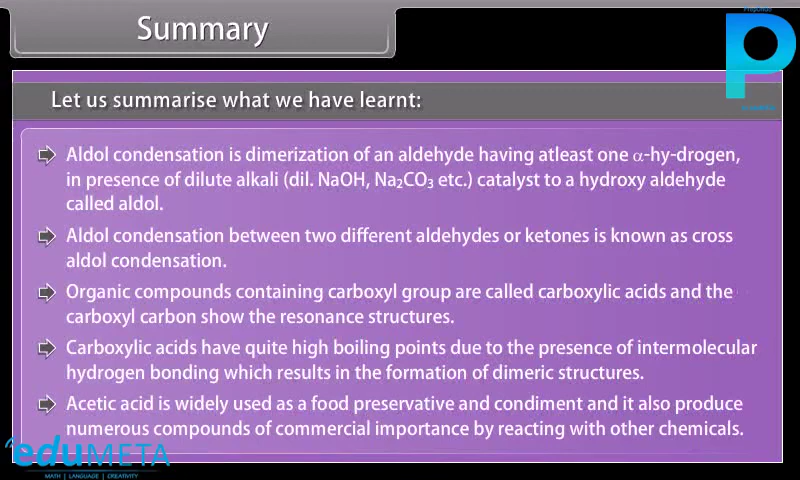 Summary
P
Let us summarise what we have learnt:
Aldol condensation is dimerization of an aldehyde having atleast one α-hy-drogen,
in presence of dilute alkali (dil. NaOH, Na₂CO₃ etc.) catalyst to a hydroxy aldehyde
called aldol.
Aldol condensation between two different aldehydes or ketones is known as cross
aldol condensation.
Organic compounds containing carboxyl group are called carboxylic acids and the
carboxyl carbon show the resonance structures.
Carboxylic acids have quite high boiling points due to the presence of intermolecular
hydrogen bonding which results in the formation of dimeric structures.
Acetic acid is widely used as a food preservative and condiment and it also produce
numerous compounds of commercial importance by reacting with other chemicals.
eduMETA
MATH | LANGUAGE | CREATIVITY